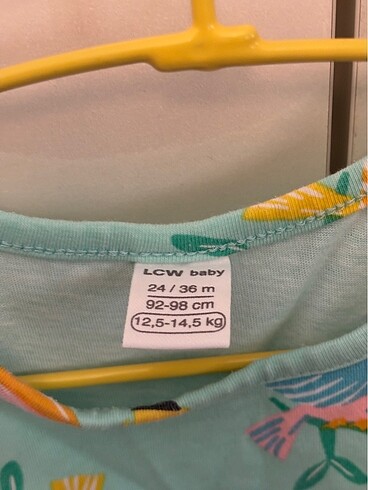 LCW baby
24 / 36 m
92-98 cm
12,5-14,5 kg